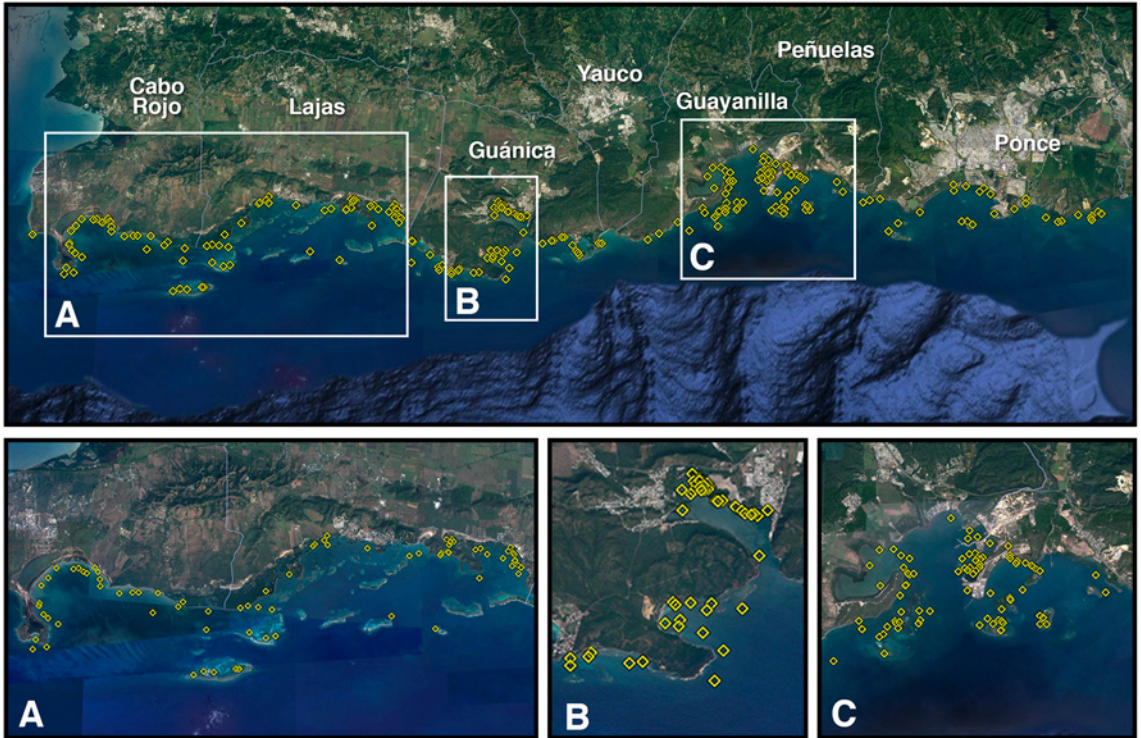 Cabo
Rojo
Lajas
Guánica
Yauco
Peñuelas
Guayanilla
Ponce
A
B
C
A
B
C